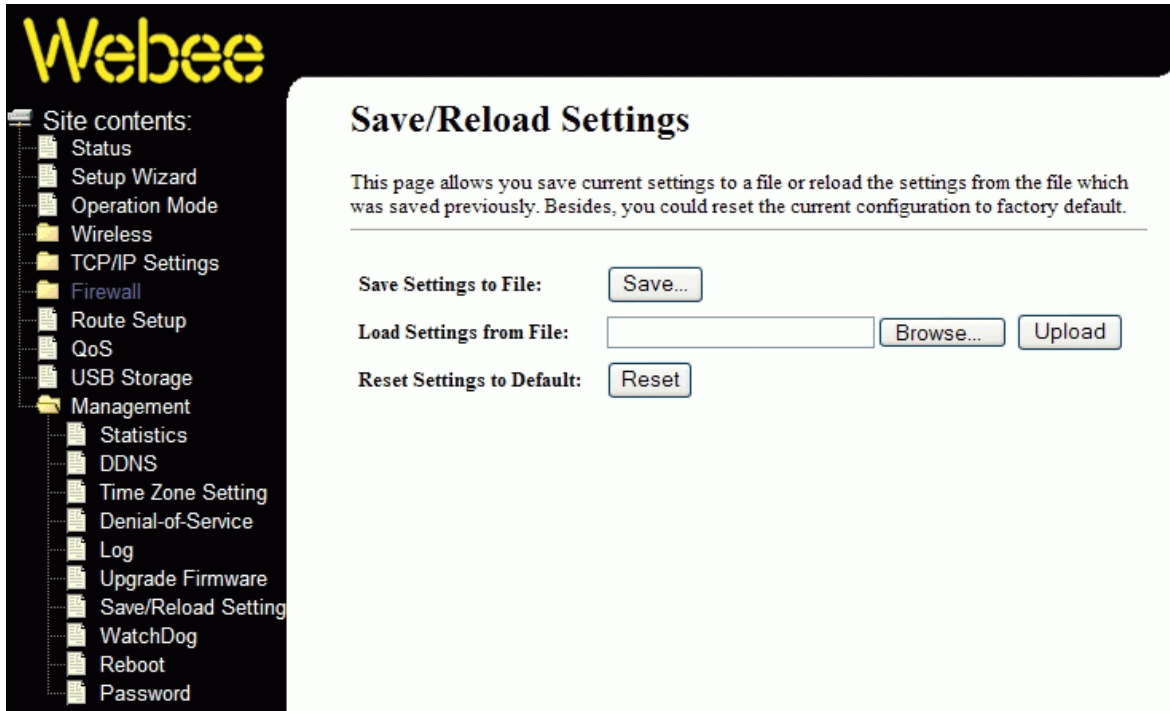 Webee
Site contents:
Status
Setup Wizard
Operation Mode
Wireless
TCP/IP Settings
Firewall
Route Setup
QoS
USB Storage
Management
Statistics
DDNS
Time Zone Setting
Denial-of-Service
Log
Upgrade Firmware
Save/Reload Setting
WatchDog
Reboot
Password
Save/Reload Settings
This page allows you save current settings to a file or reload the settings from the file which
was saved previously. Besides, you could reset the current configuration to factory default.
Save Settings to File: Save...
Load Settings from File: Browse... Upload
Reset Settings to Default: Reset